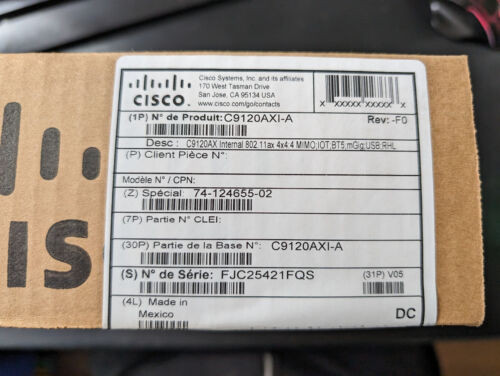 CISCO
Cisco Systems, Inc. and its affiliates
170 West Tasman Drive
San Jose, CA 95134 USA
www.cisco.com/go/contacts
X XXXXX XXXXX X
(1P) N° de Produit: C9120AXI-A
Rev: -F0
Desc : C9120AX Internal 802.11ax 4x4:4 MIMO;IOT;BT5;mGig;USB;RHL
(P) Client Pièce N°:
Modèle N° / CPN:
(Z) Spécial: 74-124655-02
(7P) Partie N° CLEI:
(30P) Partie de la Base N°: C9120AXI-A
(S) N° de Série: FJC25421FQS
(31P) V05
(4L) Made in
Mexico
DC
IS